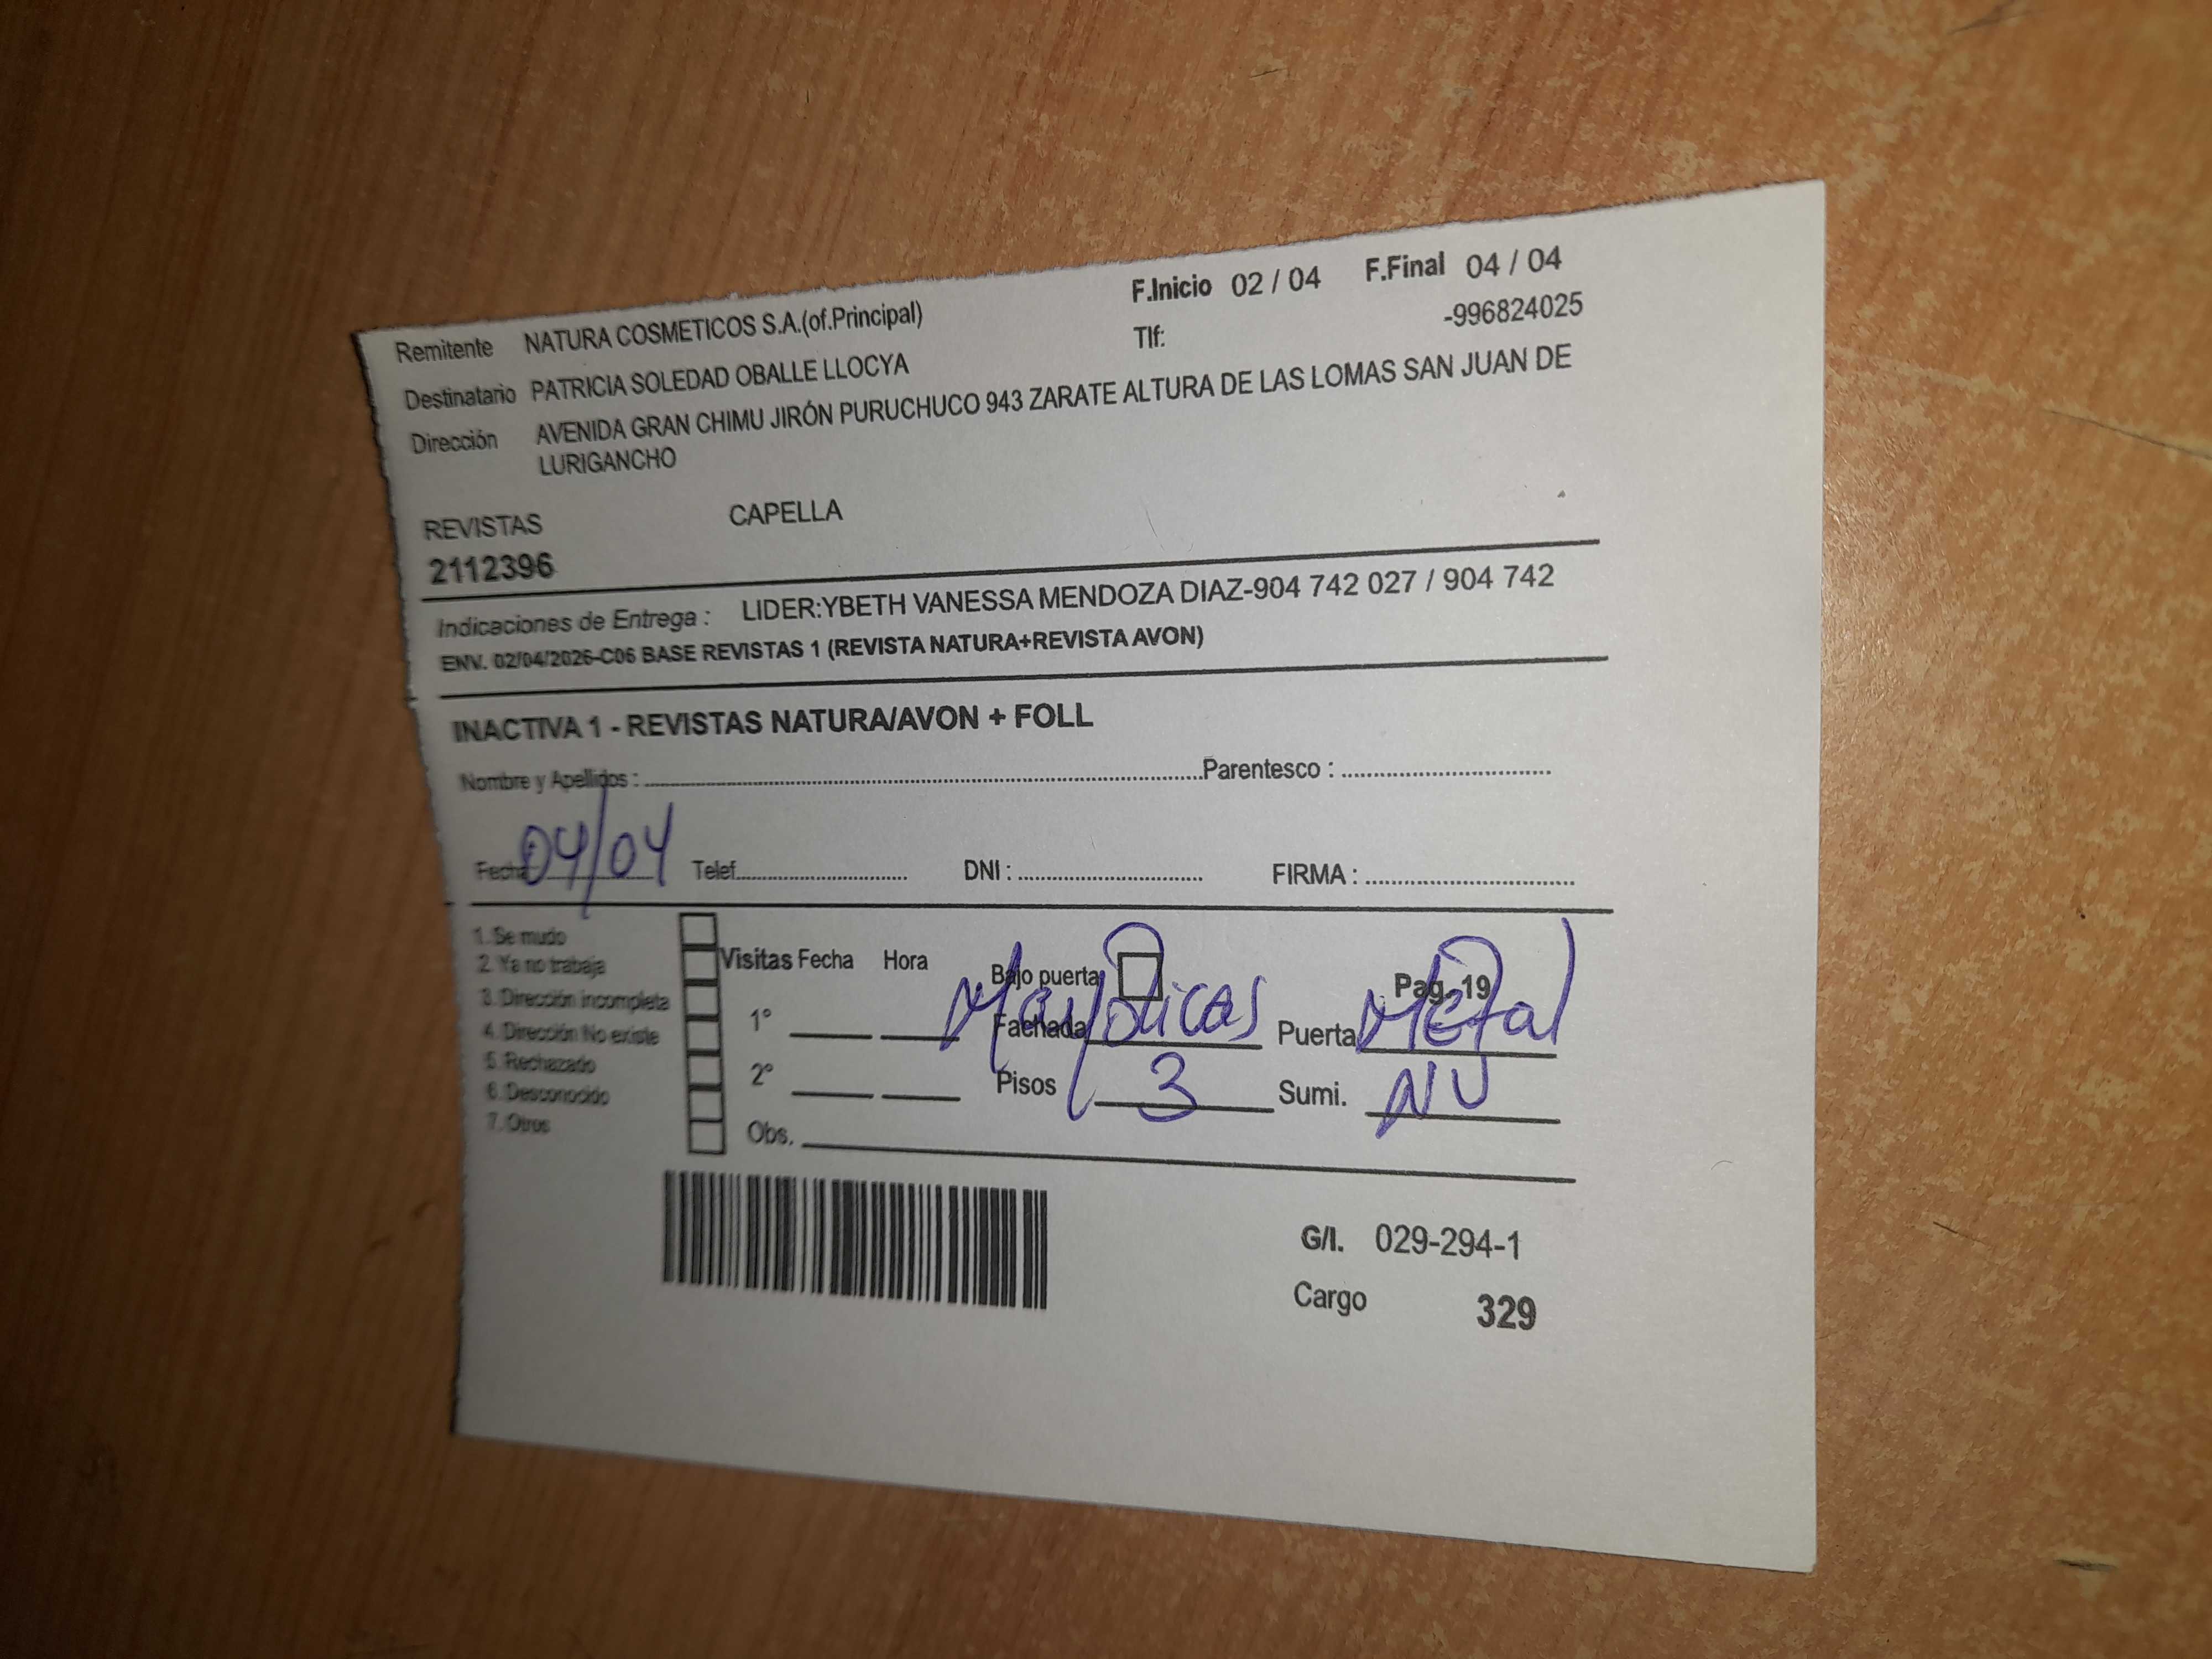 Remitente NATURA COSMETICOS S.A.(of.Principal) F.Inicio 02 / 04 F.Final 04 / 04
Destinatario PATRICIA SOLEDAD OBALLE LLOCYA Tlf: -996824025
Dirección AVENIDA GRAN CHIMU JIRÓN PURUCHUCO 943 ZARATE ALTURA DE LAS LOMAS SAN JUAN DE
LURIGANCHO
REVISTAS CAPELLA
2112396
Indicaciones de Entrega : LIDER:YBETH VANESSA MENDOZA DIAZ-904 742 027 / 904 742
ENV. 02/04/2026-C06 BASE REVISTAS 1 (REVISTA NATURA+REVISTA AVON)
INACTIVA 1 - REVISTAS NATURA/AVON + FOLL
Nombre y Apellidos : Parentesco :
Fecha 04/04 Telef. DNI : FIRMA :
1. Se mudo
2. Ya no trabaja
3. Dirección incompleta
4. Dirección No existe
5. Rechazado
6. Desconocido
7. Otros
Visitas Fecha Hora Bajo puerta Pag. 19
1° Fachada Mayolicas Puerta Metal
2° Pisos 3 Sumi. NV
Obs.
G/I. 029-294-1
Cargo 329